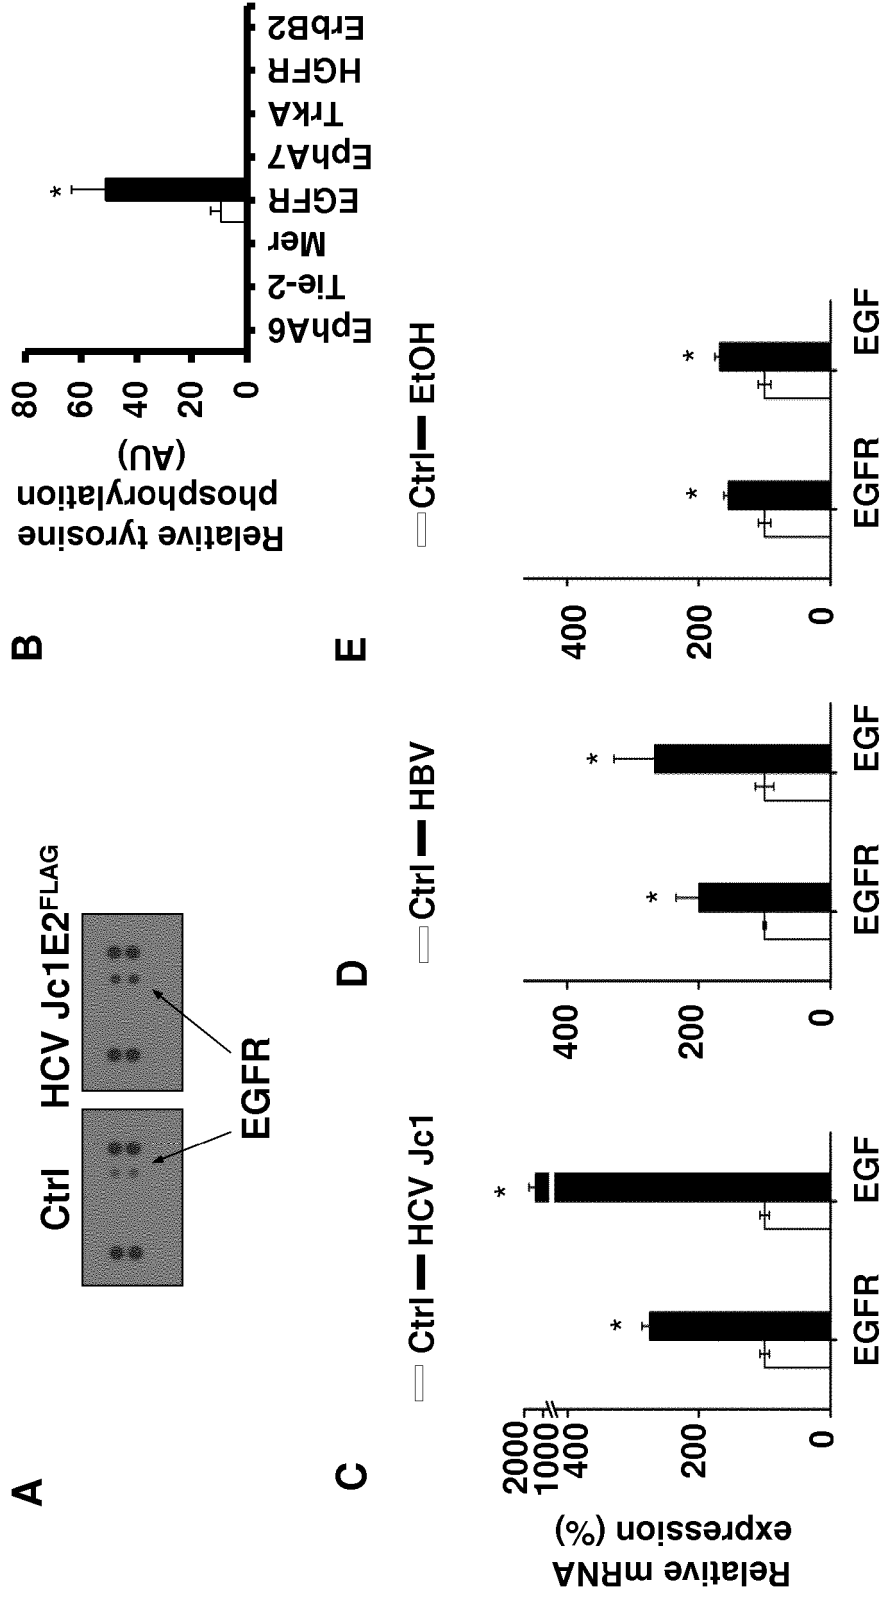 A
Ctrl
HCV Jc1E2FLAG
EGFR
B
Relative tyrosine
phosphorylation
(AU)
80
60
40
20
0
EphA6
Tie-2
Mer
EGFR
EphA7
TrkA
HGFR
ErbB2
*
C
Ctrl
HCV Jc1
Relative mRNA
expression (%)
2000
1000
400
200
0
*
*
EGFR
EGF
D
Ctrl
HBV
400
200
0
*
*
EGFR
EGF
E
Ctrl
EtOH
400
200
0
*
*
EGFR
EGF